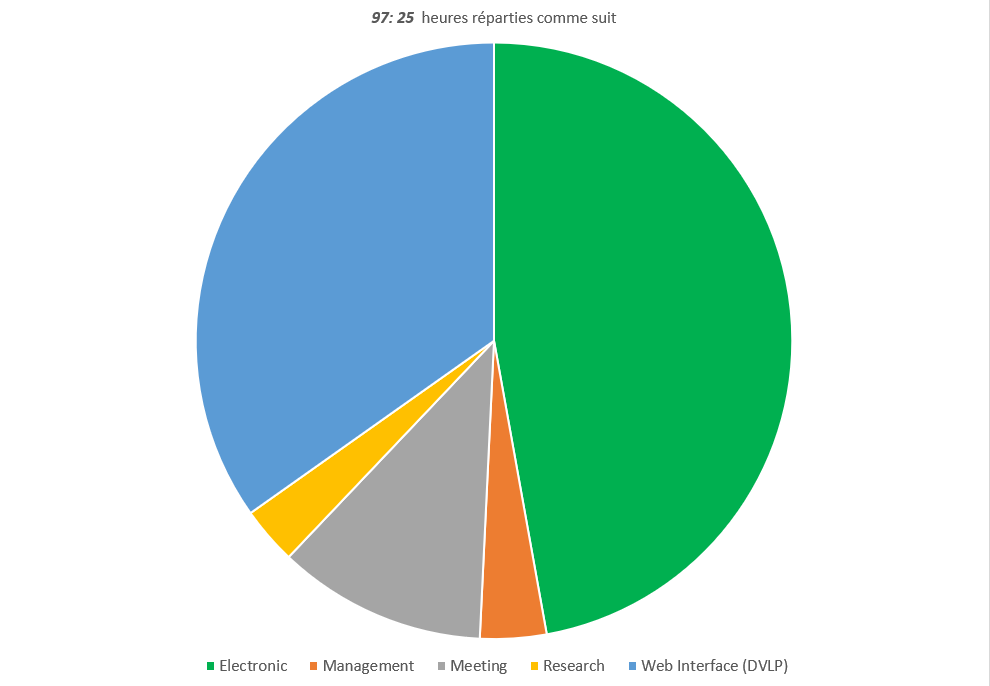 97: 25 heures réparties comme suit
Electronic Management Meeting Research Web Interface (DVLP)